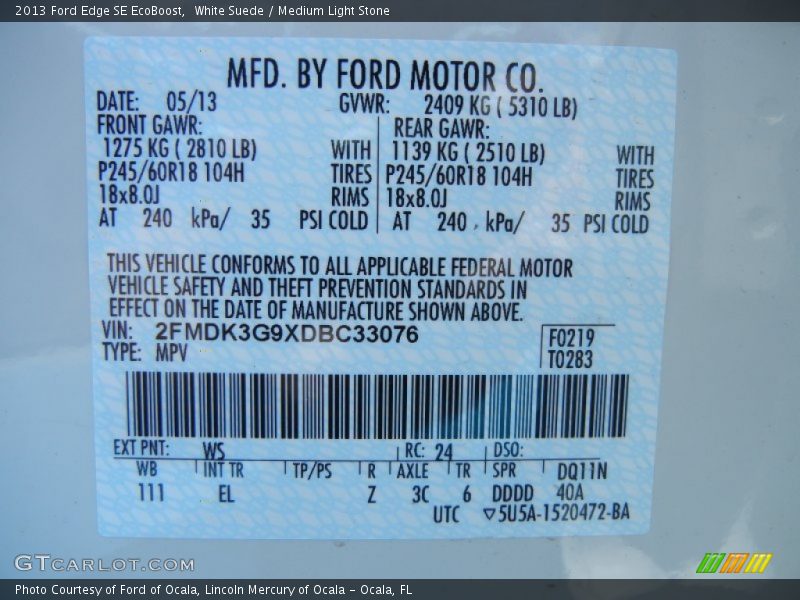 2013 Ford Edge SE EcoBoost,  White Suede / Medium Light Stone
MFD. BY FORD MOTOR CO.
DATE: 05/13 GVWR: 2409 KG ( 5310 LB)
FRONT GAWR: REAR GAWR:
1275 KG ( 2810 LB) WITH 1139 KG ( 2510 LB) WITH
P245/60R18 104H TIRES P245/60R18 104H TIRES
18x8.0J RIMS 18x8.0J RIMS
AT 240 kPa/ 35 PSI COLD AT 240 kPa/ 35 PSI COLD
THIS VEHICLE CONFORMS TO ALL APPLICABLE FEDERAL MOTOR
VEHICLE SAFETY AND THEFT PREVENTION STANDARDS IN
EFFECT ON THE DATE OF MANUFACTURE SHOWN ABOVE.
VIN: 2FMDK3G9XDBC33076 F0219
TYPE: MPV T0283
EXT PNT: WS RC: 24 DSO:
WB INT TR TP/PS R AXLE TR SPR DQ11N
111 EL Z 3C 6 DDDD 40A
UTC ▽5U5A-1520472-BA
GTCARLOT.COM
Photo Courtesy of Ford of Ocala, Lincoln Mercury of Ocala – Ocala, FL